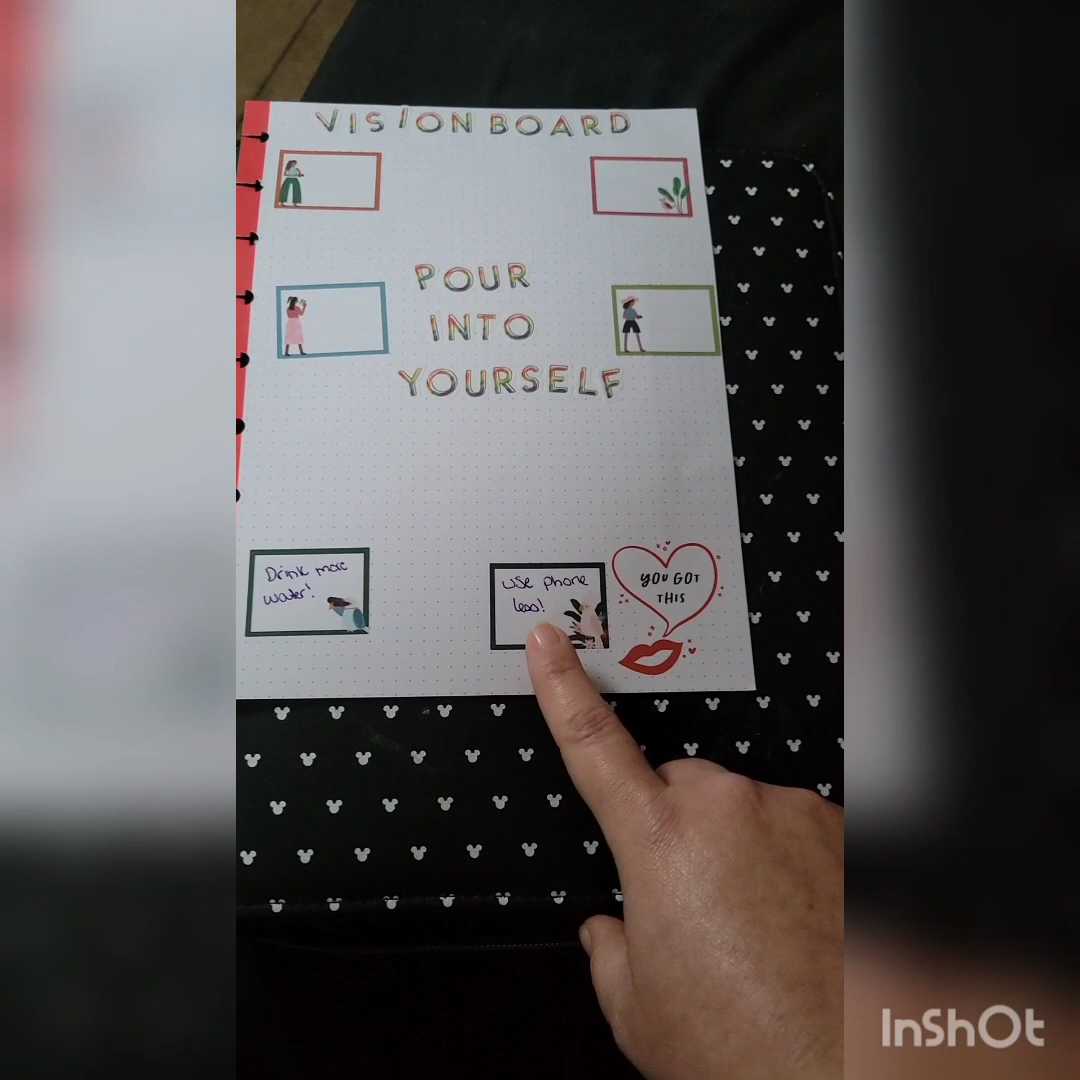 VISION BOARD
POUR
INTO
YOURSELF
Drink more
water!
use phone
less!
YOU GOT
THIS
InShOt